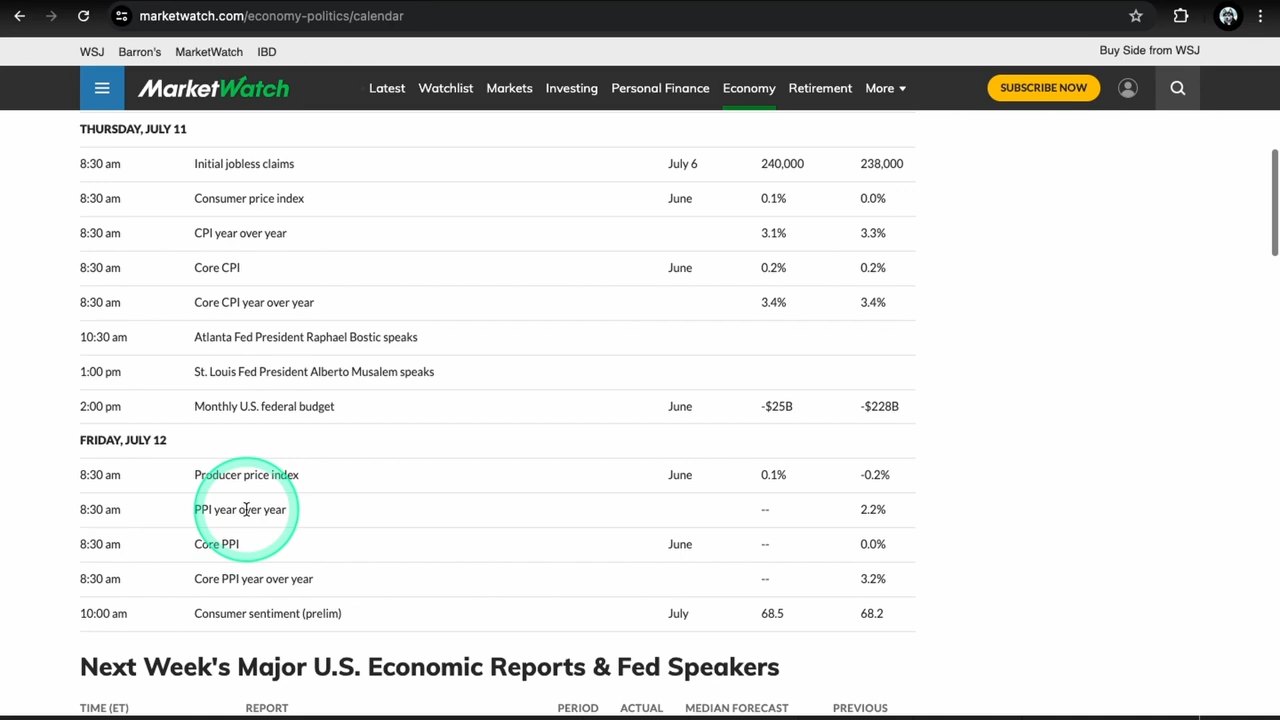 marketwatch.com/economy-politics/calendar
WSJ Barron's MarketWatch IBD Buy Side from WSJ
MarketWatch Latest Watchlist Markets Investing Personal Finance Economy Retirement More SUBSCRIBE NOW
THURSDAY, JULY 11
8:30 am Initial jobless claims July 6 240,000 238,000
8:30 am Consumer price index June 0.1% 0.0%
8:30 am CPI year over year 3.1% 3.3%
8:30 am Core CPI June 0.2% 0.2%
8:30 am Core CPI year over year 3.4% 3.4%
10:30 am Atlanta Fed President Raphael Bostic speaks
1:00 pm St. Louis Fed President Alberto Musalem speaks
2:00 pm Monthly U.S. federal budget June -$25B -$228B
FRIDAY, JULY 12
8:30 am Producer price index June 0.1% -0.2%
8:30 am PPI year over year -- 2.2%
8:30 am Core PPI June -- 0.0%
8:30 am Core PPI year over year -- 3.2%
10:00 am Consumer sentiment (prelim) July 68.5 68.2
Next Week's Major U.S. Economic Reports & Fed Speakers
TIME (ET) REPORT PERIOD ACTUAL MEDIAN FORECAST PREVIOUS